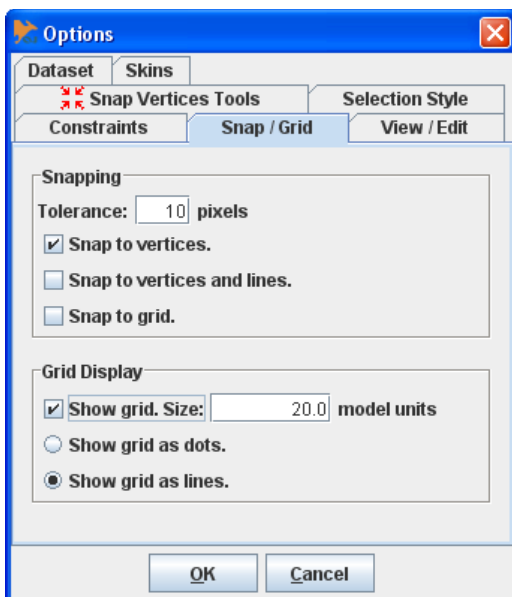 Options
Dataset Skins
Snap Vertices Tools Selection Style
Constraints Snap / Grid View / Edit
Snapping
Tolerance: 10 pixels
Snap to vertices.
Snap to vertices and lines.
Snap to grid.
Grid Display
Show grid. Size: 20.0 model units
Show grid as dots.
Show grid as lines.
OK Cancel